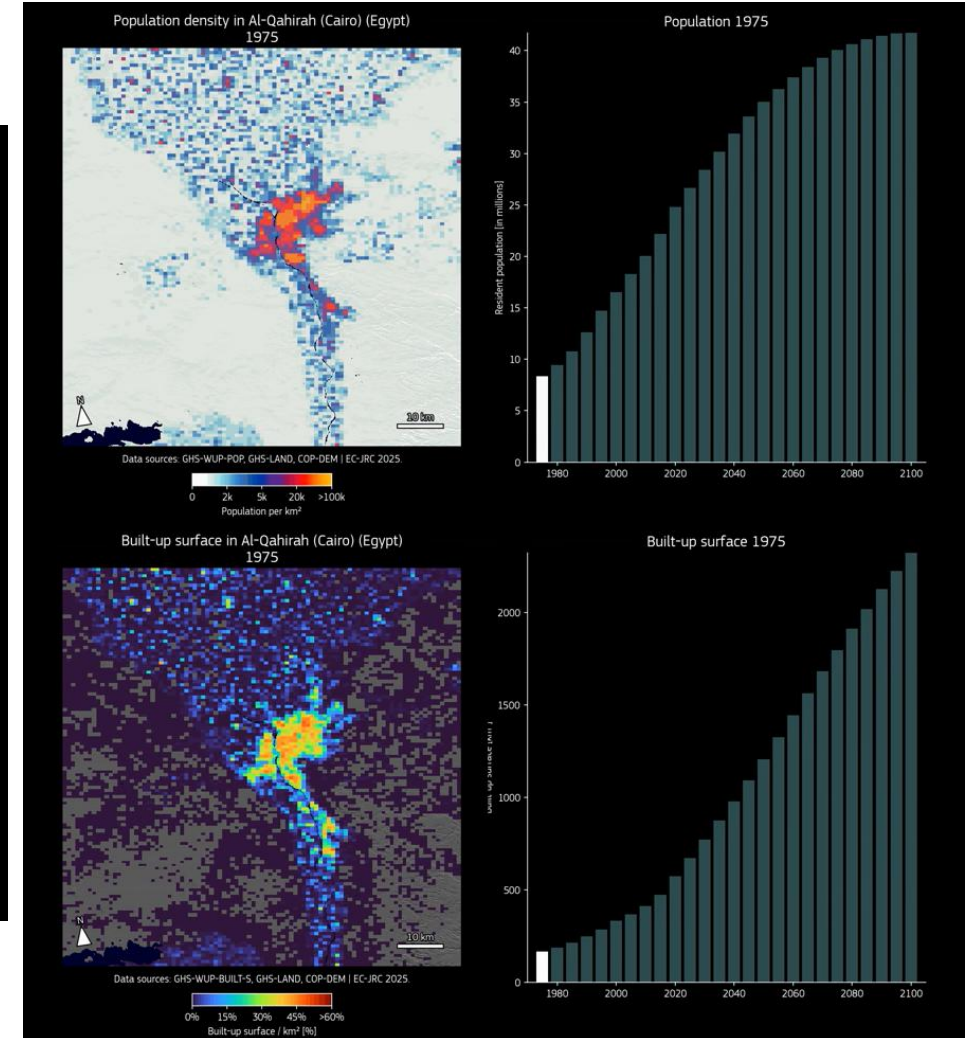 Population density in Al-Qahirah (Cairo) (Egypt)
1975
N
10 km
Data sources: GHS-WUP-POP, GHS-LAND, COP-DEM | EC-JRC 2025.
0 2k 5k 20k >100k
Population per km²
Population 1975
Resident population [in millions]
40
35
30
25
20
15
10
5
0
1980 2000 2020 2040 2060 2080 2100
Built-up surface in Al-Qahirah (Cairo) (Egypt)
1975
N
10 km
Data sources: GHS-WUP-BUILT-S, GHS-LAND, COP-DEM | EC-JRC 2025.
0% 15% 30% 45% >60%
Built-up surface / km² [%]
Built-up surface 1975
2000
1500
1000
500
0
1980 2000 2020 2040 2060 2080 2100